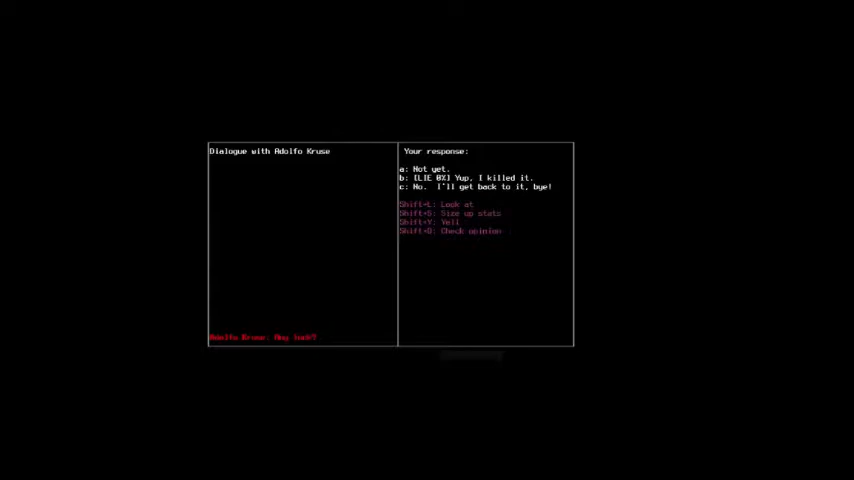 Dialogue with Adolfo Kruse
Your response:
a: Not yet.
b: [LIE 0%] Yup, I killed it.
c: No.  I'll get back to it, bye!
Shift+L: Look at
Shift+S: Size up stats
Shift+Y: Yell
Shift+O: Check opinion
Adolfo Kruse: Any luck?